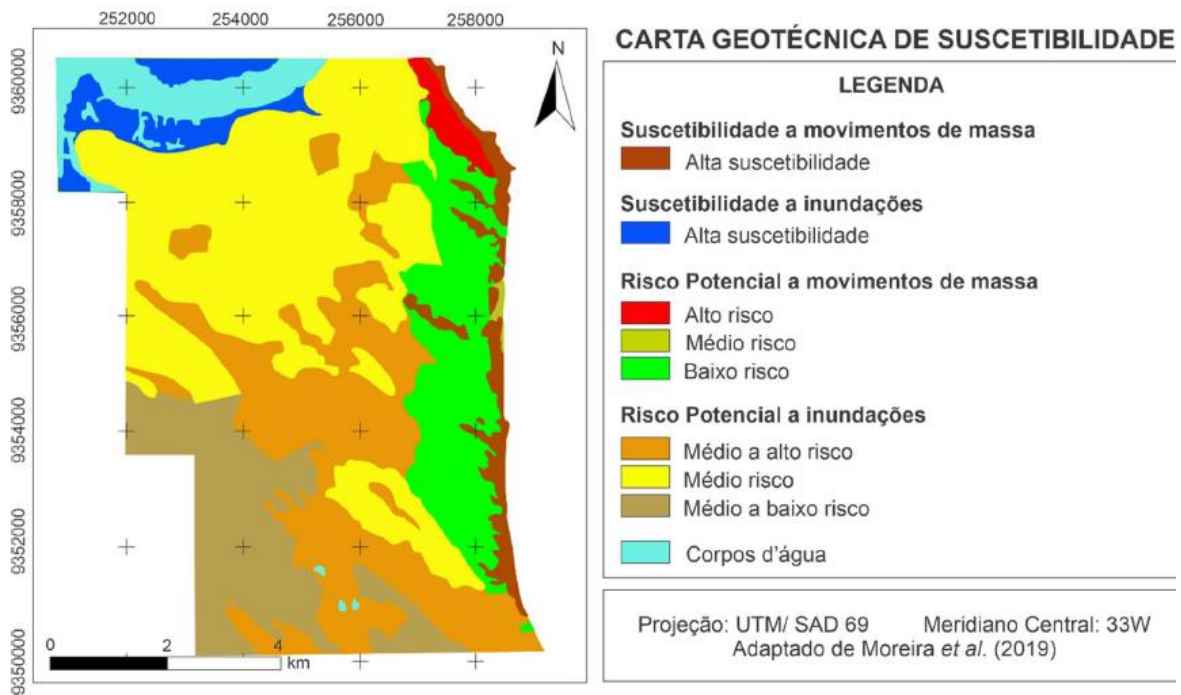 252000 254000 256000 258000
9360000
9358000
9356000
9354000
9352000
9350000
N
0 2 4
km
CARTA GEOTÉCNICA DE SUSCETIBILIDADE
LEGENDA
Suscetibilidade a movimentos de massa
Alta suscetibilidade
Suscetibilidade a inundações
Alta suscetibilidade
Risco Potencial a movimentos de massa
Alto risco
Médio risco
Baixo risco
Risco Potencial a inundações
Médio a alto risco
Médio risco
Médio a baixo risco
Corpos d'água
Projeção: UTM/ SAD 69 Meridiano Central: 33W
Adaptado de Moreira et al. (2019)